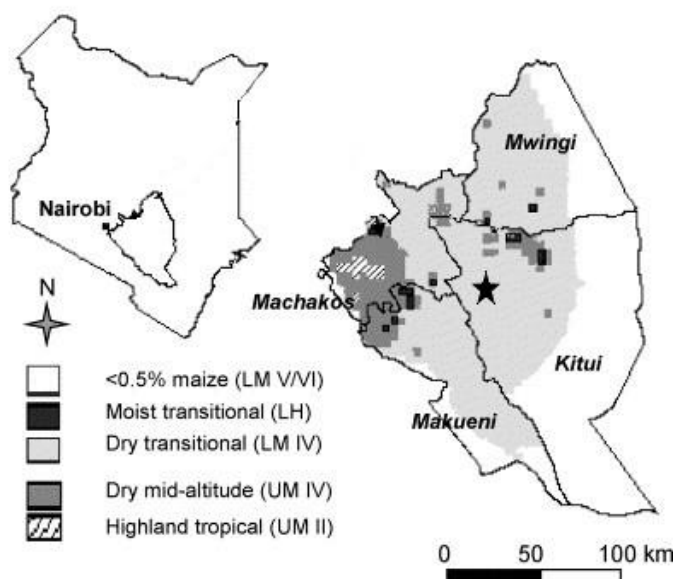 Nairobi
N
Mwingi
Machakos
Kitui
Makueni
<0.5% maize (LM V/VI)
Moist transitional (LH)
Dry transitional (LM IV)
Dry mid-altitude (UM IV)
Highland tropical (UM II)
0 50 100 km